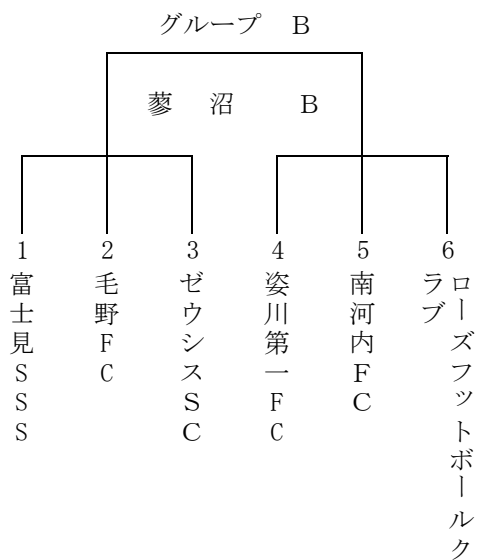 グループ　B
蓼　沼　　B
1 2 3 4 5 6
富士見SSS
毛野FC
ゼウシスSC
姿川第一FC
南河内FC
ローズフットボールク
ラブ